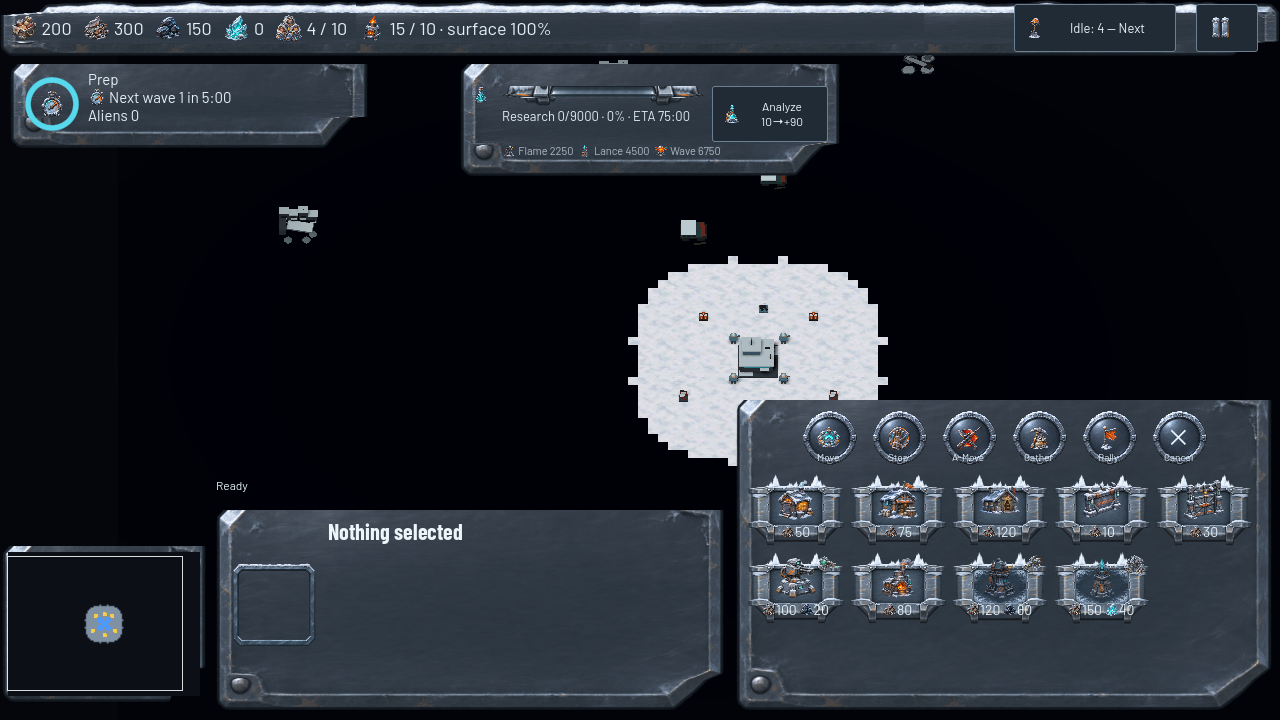 200 300 150 0 4 / 10 15 / 10 · surface 100%
Idle: 4 — Next
Prep
Next wave 1 in 5:00
Aliens 0
Research 0/9000 · 0% · ETA 75:00
Analyze
10→+90
Flame 2250 Lance 4500 Wave 6750
Move Stop A-Move Gather Rally Cancel
60 75 120 10 30
100 20 80 120 80 150 40
Ready
Nothing selected